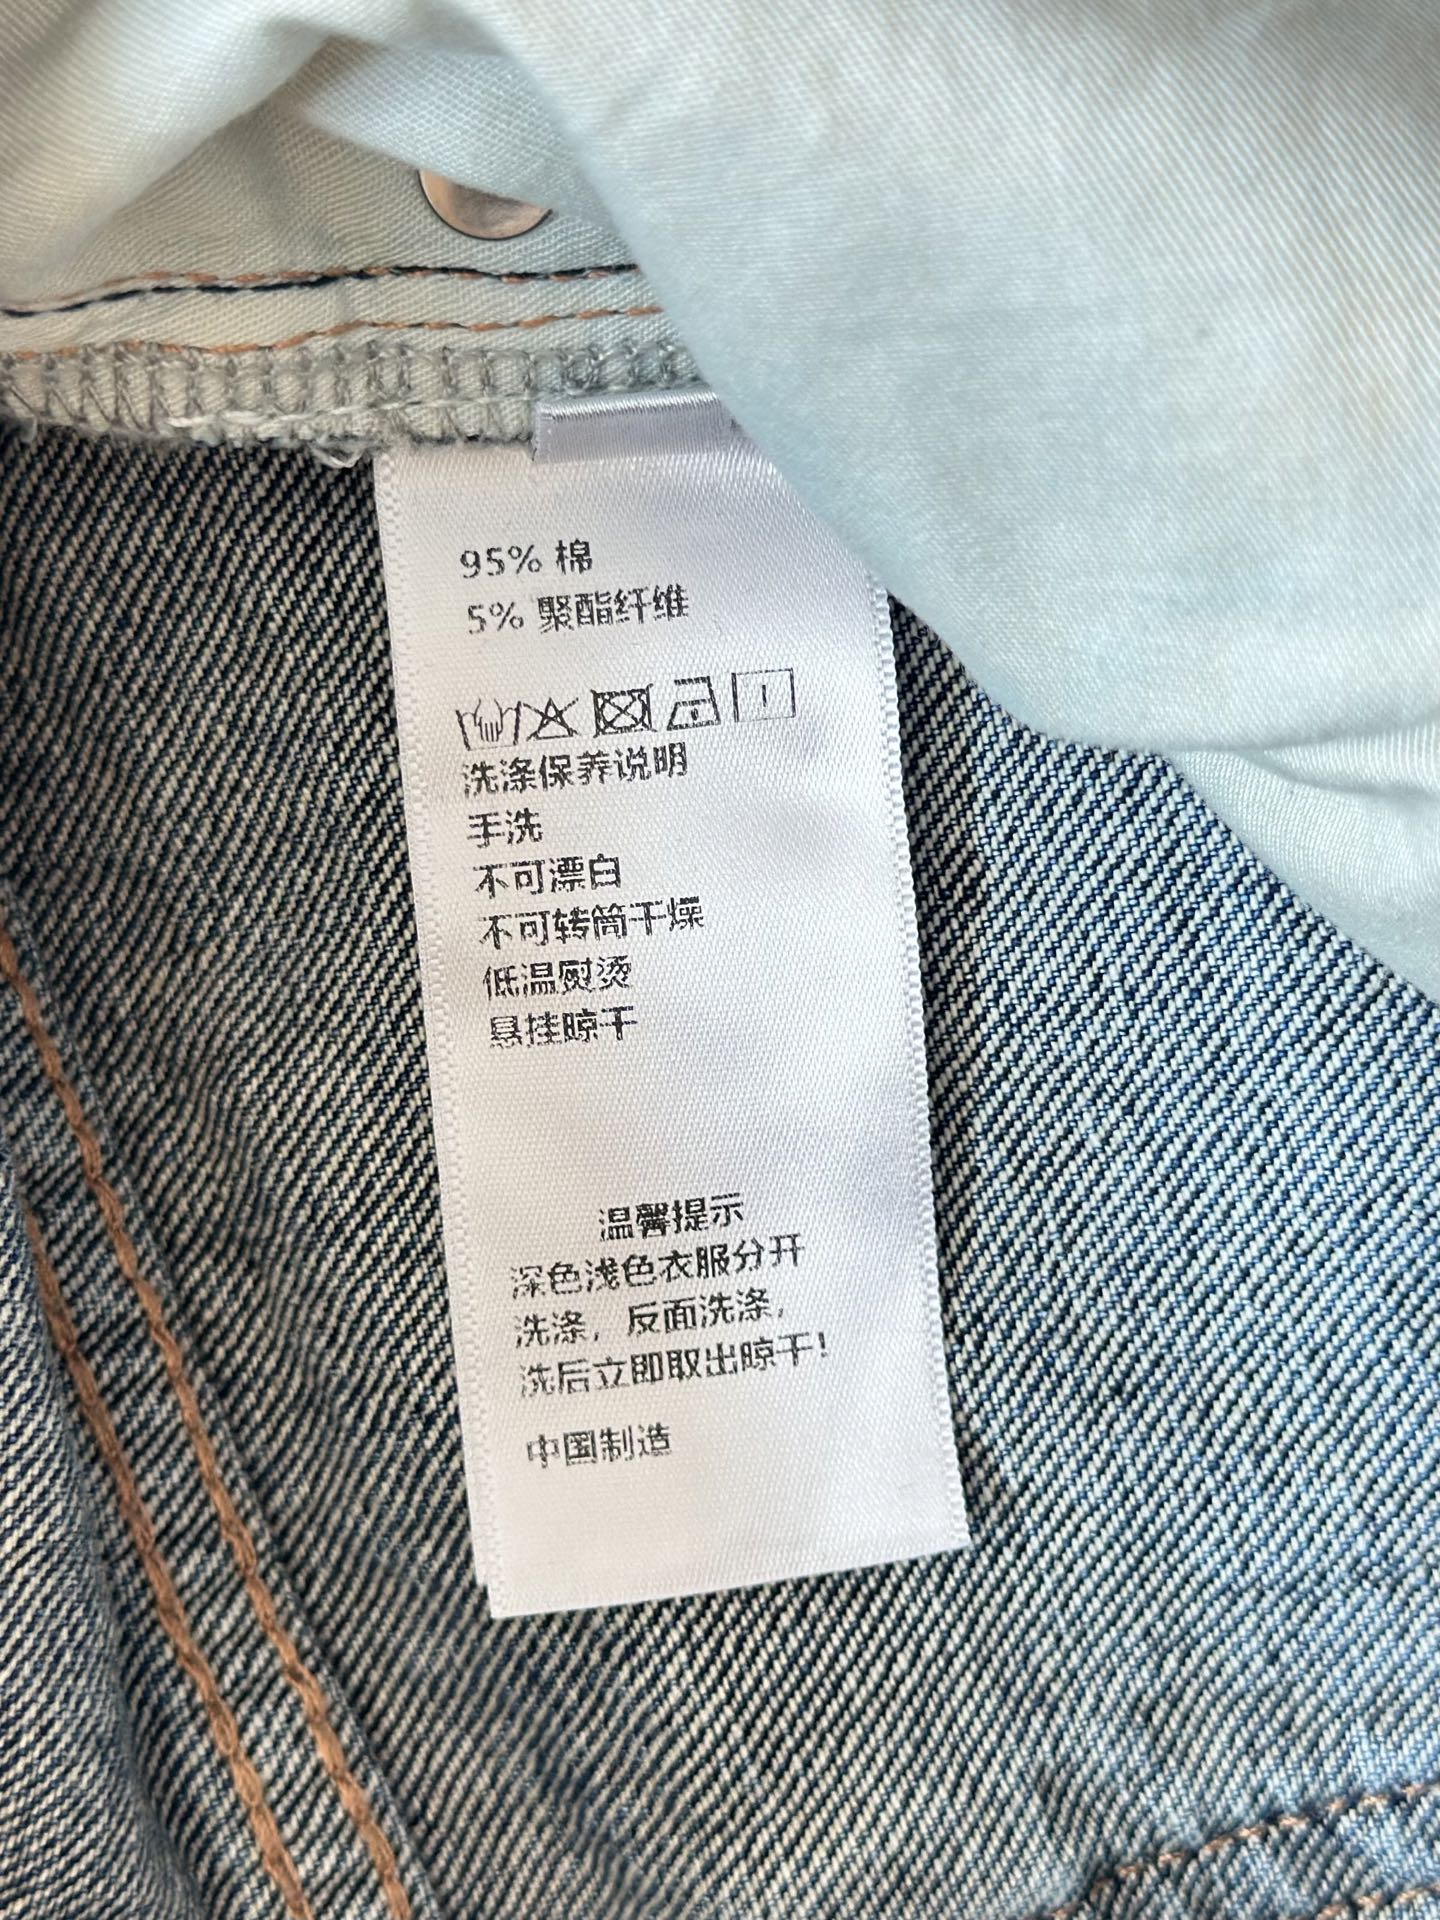 95% 棉
5% 聚酯纤维
洗涤保养说明
手洗
不可漂白
不可转筒干燥
低温熨烫
悬挂晾干
温馨提示
深色浅色衣服分开
洗涤，反面洗涤，
洗后立即取出晾干！
中国制造